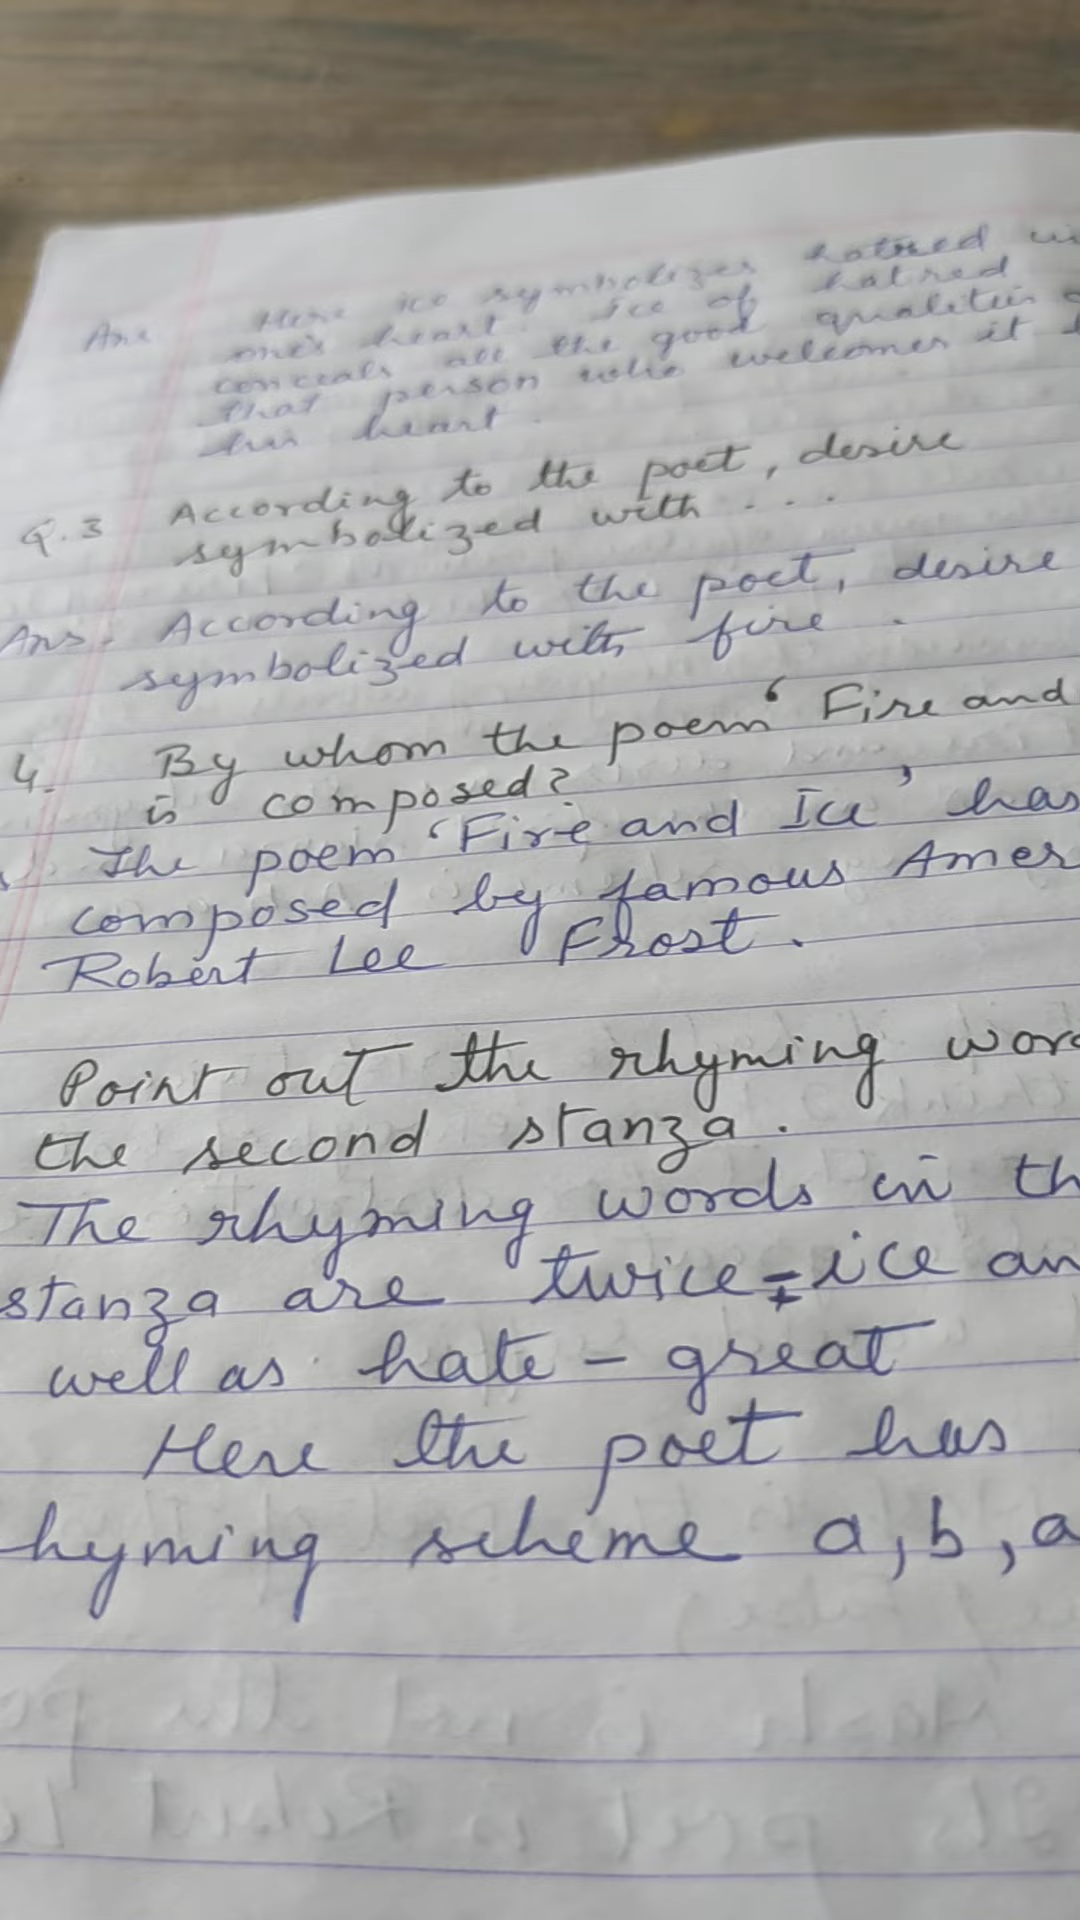 Ans Here ice symbolizes hatred in
one's heart. Ice of hatred
conceals all the good qualities of
that person who welcomes it
his heart.
Q.3 According to the poet, desire
symbolized with ...
Ans. According to the poet, desire
symbolized with fire.
4. By whom the poem ‘ Fire and
is composed?
The poem ‘Fire and Ice’ has
composed by famous Amer
Robert Lee Frost.
Point out the rhyming word
the second stanza.
The rhyming words in th
stanza are twice-ice an
well as hate - great
Here the poet has
hyming scheme a, b, a